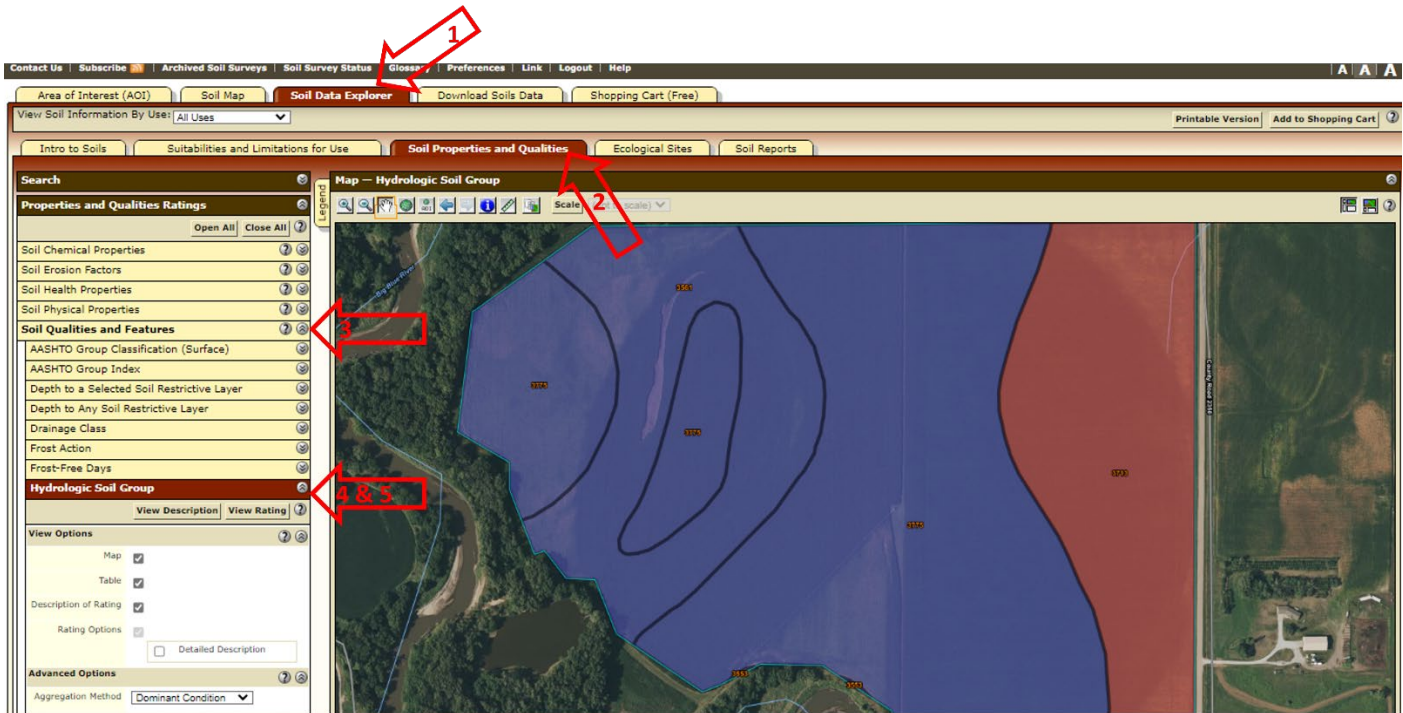 1
Contact Us | Subscribe | Archived Soil Surveys | Soil Survey Status | Glossary | Preferences | Link | Logout | Help | A | A | A
Area of Interest (AOI) Soil Map Soil Data Explorer Download Soils Data Shopping Cart (Free)
View Soil Information By Use: All Uses Printable Version Add to Shopping Cart ?
Intro to Soils Suitabilities and Limitations for Use Soil Properties and Qualities Ecological Sites Soil Reports
Search
Legend
Map — Hydrologic Soil Group
Properties and Qualities Ratings
Scale 2
Open All Close All ?
Soil Chemical Properties ?
Soil Erosion Factors ?
Soil Health Properties ?
Soil Physical Properties ?
Soil Qualities and Features ?
3
AASHTO Group Classification (Surface)
AASHTO Group Index
Depth to a Selected Soil Restrictive Layer
Depth to Any Soil Restrictive Layer
Drainage Class
Frost Action
Frost-Free Days
Hydrologic Soil Group
4 & 5
View Description View Rating ?
View Options ?
Map
Table
Description of Rating
Rating Options
Detailed Description
Advanced Options ?
Aggregation Method Dominant Condition
Big Blue River
3775
County Road 2350